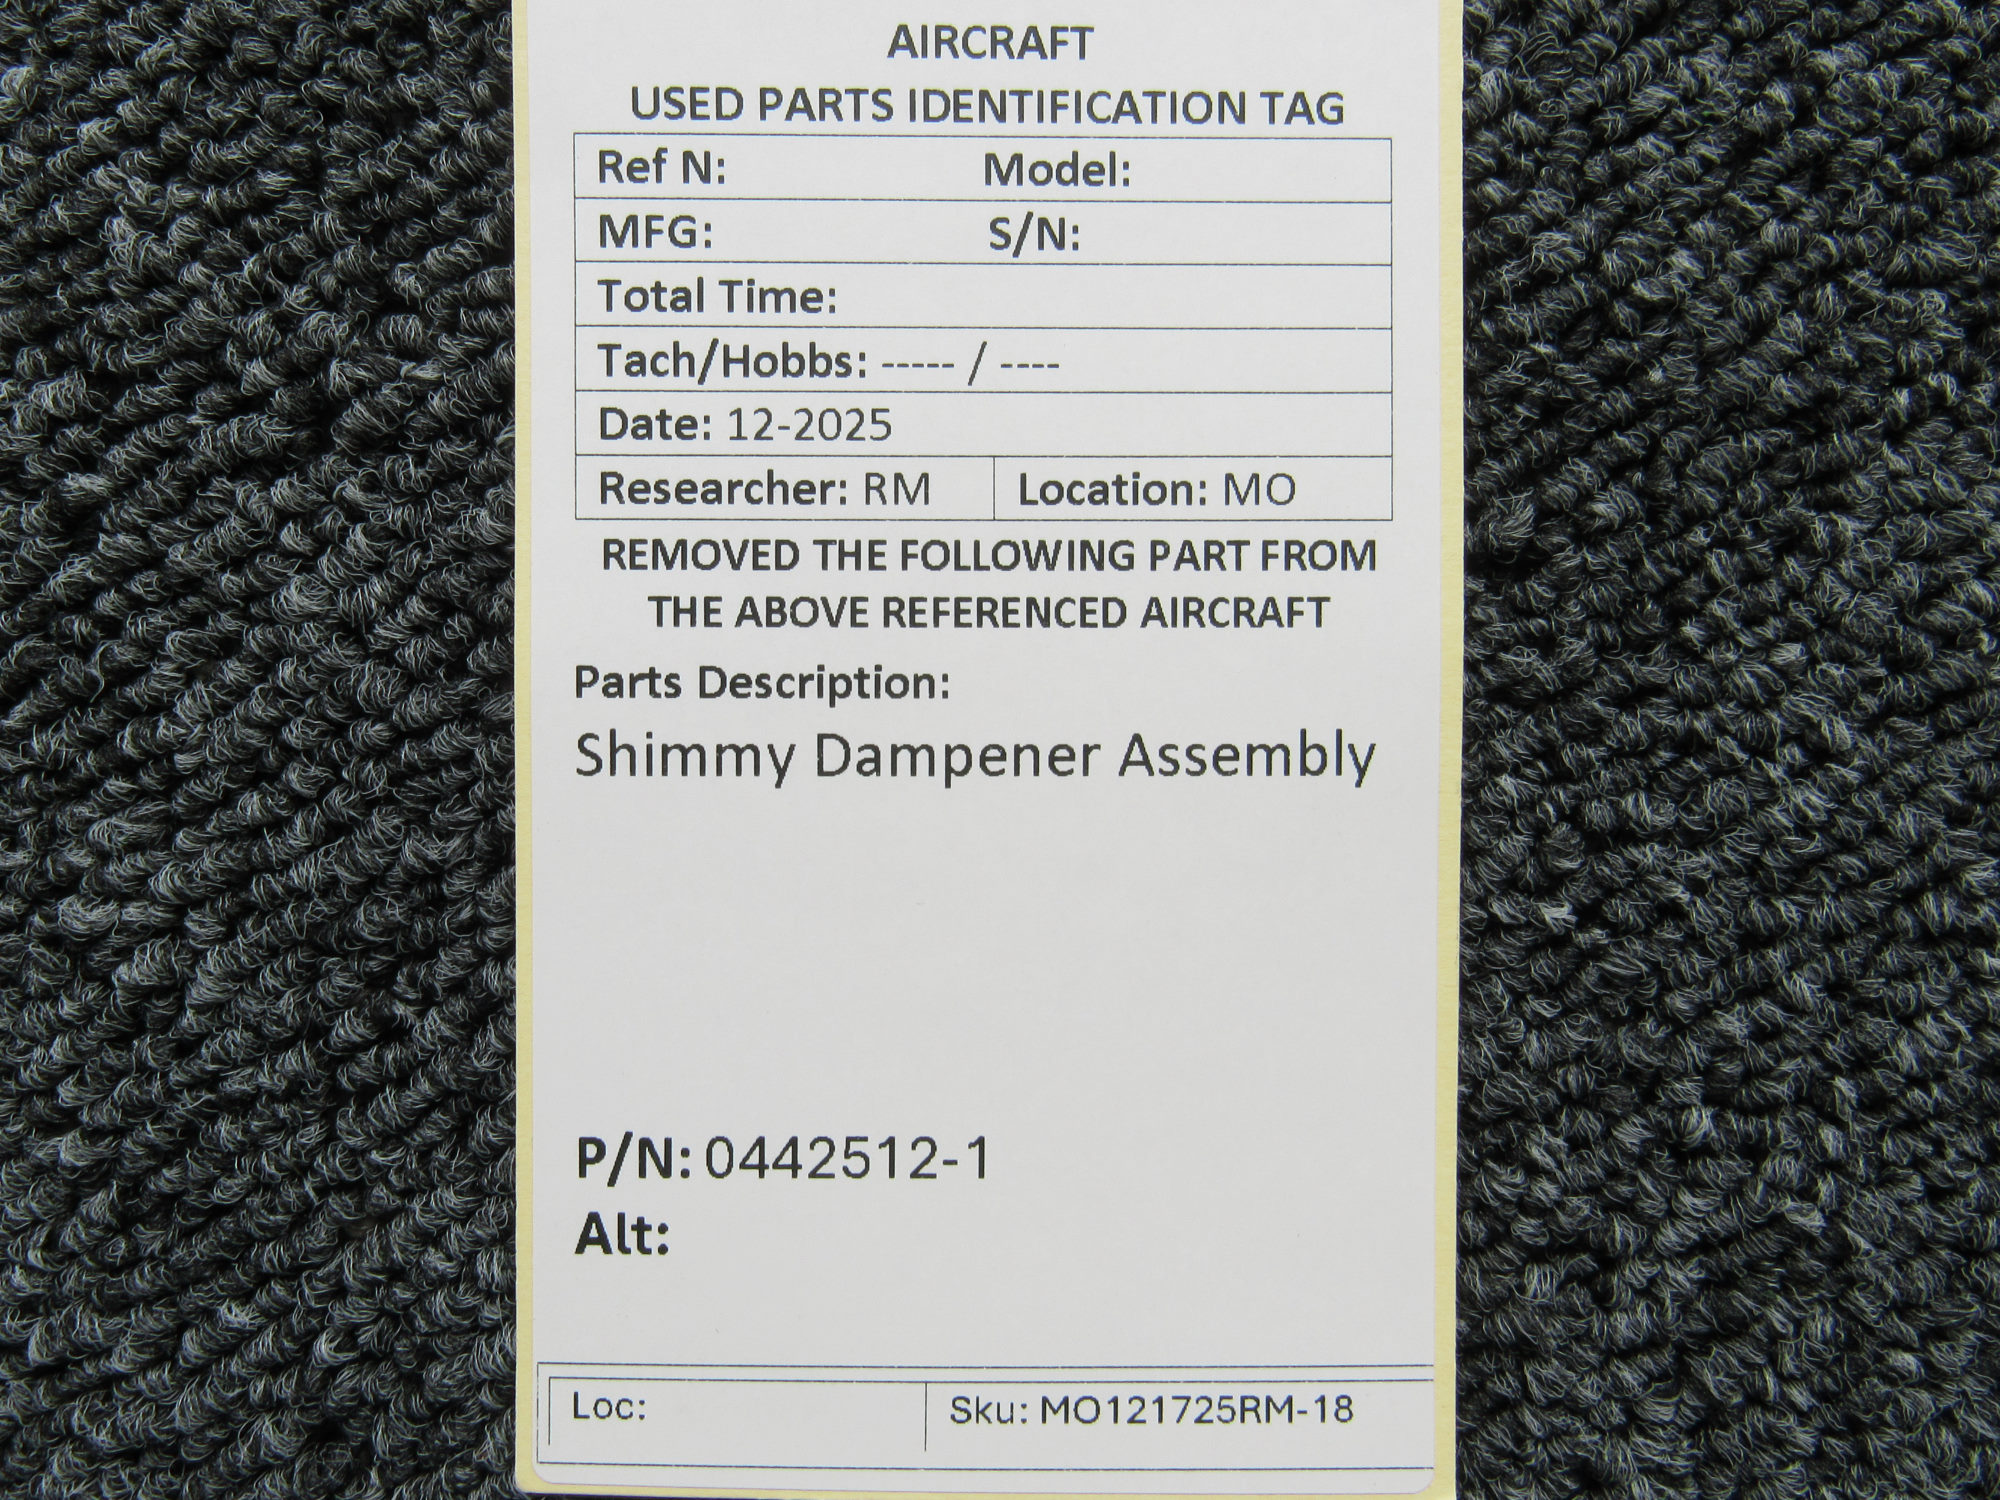 AIRCRAFT
USED PARTS IDENTIFICATION TAG
Ref N: Model:
MFG: S/N:
Total Time:
Tach/Hobbs: ----- / ----
Date: 12-2025
Researcher: RM Location: MO
REMOVED THE FOLLOWING PART FROM
THE ABOVE REFERENCED AIRCRAFT
Parts Description:
Shimmy Dampener Assembly
P/N: 0442512-1
Alt:
Loc: Sku: MO121725RM-18